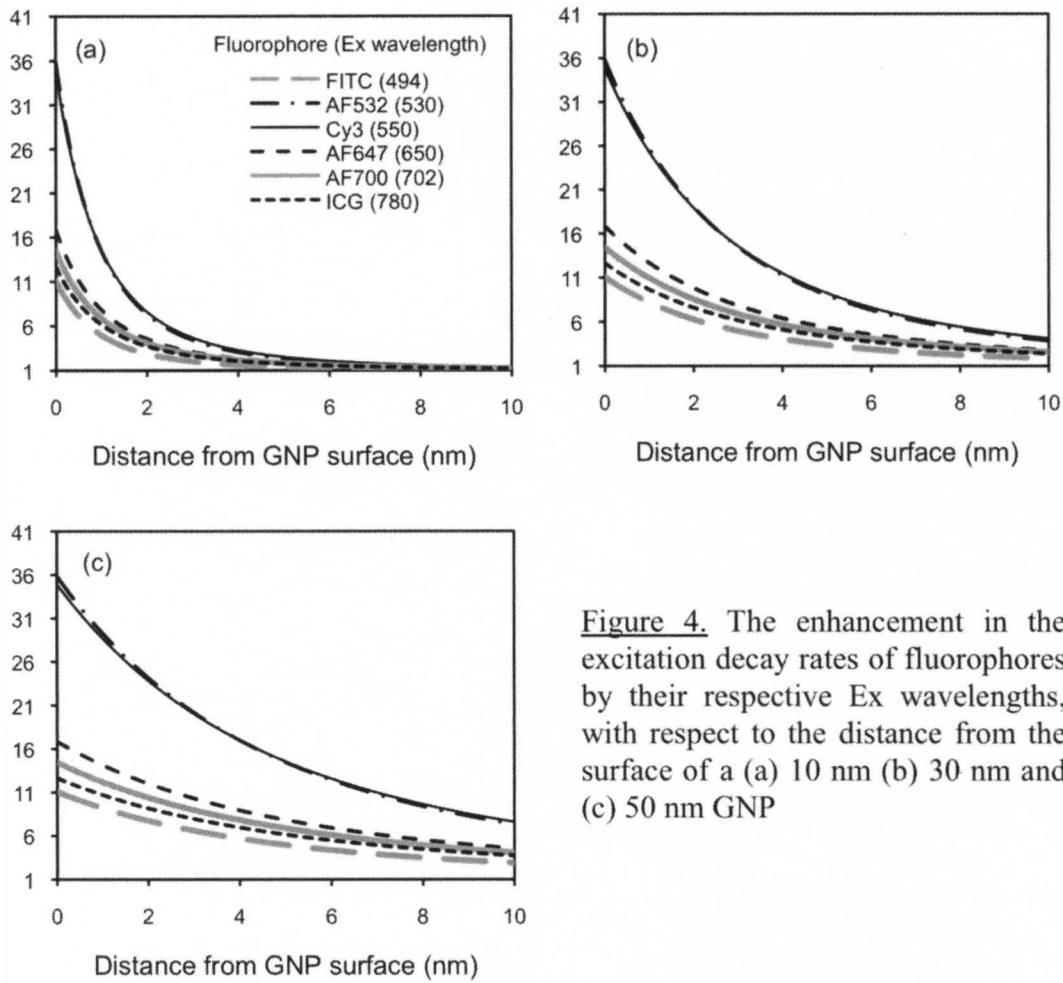 41
36
31
26
21
16
11
6
1
(a)
Fluorophore (Ex wavelength)
FITC (494)
AF532 (530)
Cy3 (550)
AF647 (650)
AF700 (702)
ICG (780)
0 2 4 6 8 10
Distance from GNP surface (nm)
41
36
31
26
21
16
11
6
1
(b)
0 2 4 6 8 10
Distance from GNP surface (nm)
41
36
31
26
21
16
11
6
1
(c)
0 2 4 6 8 10
Distance from GNP surface (nm)
Figure 4. The enhancement in the
excitation decay rates of fluorophores
by their respective Ex wavelengths,
with respect to the distance from the
surface of a (a) 10 nm (b) 30 nm and
(c) 50 nm GNP